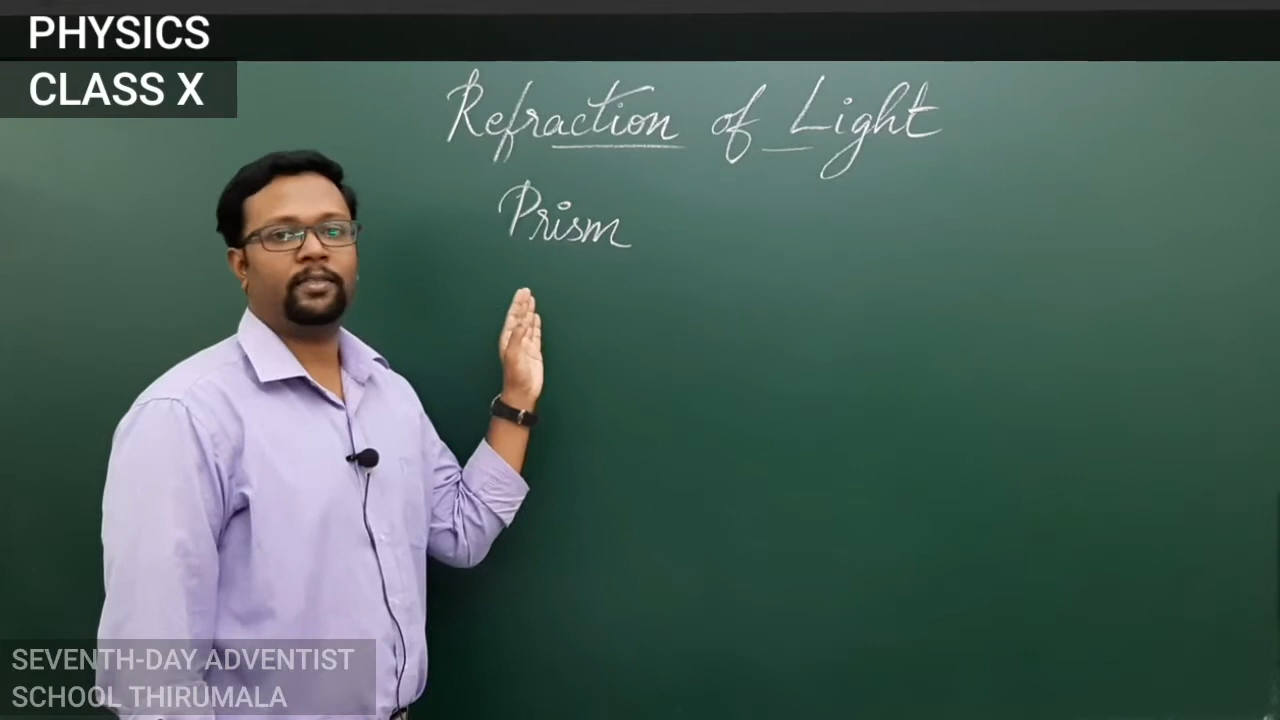 PHYSICS
CLASS X
Refraction of Light
Prism
SEVENTH-DAY ADVENTIST
SCHOOL THIRUMALA